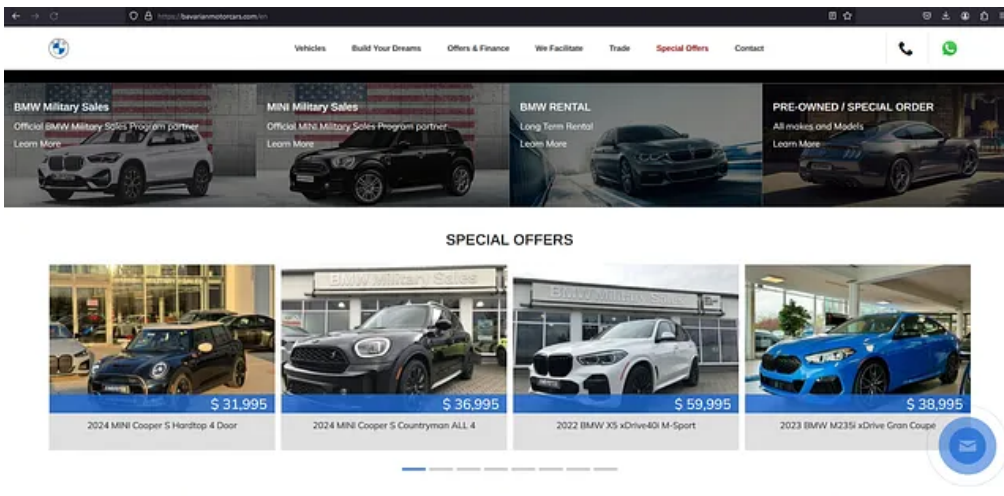 https://bavarianmotorcars.com/en
Vehicles Build Your Dreams Offers & Finance We Facilitate Trade Special Offers Contact
BMW Military Sales
Official BMW Military Sales Program partner
Learn More
MINI Military Sales
Official MINI Military Sales Program partner
Learn More
BMW RENTAL
Long Term Rental
Learn More
PRE-OWNED / SPECIAL ORDER
All makes and Models
Learn More
SPECIAL OFFERS
$ 31,995
2024 MINI Cooper S Hardtop 4 Door
BMW Military Sales
$ 36,995
2024 MINI Cooper S Countryman ALL 4
BMW Military Sales
$ 59,995
2022 BMW X5 xDrive40i M-Sport
$ 38,995
2023 BMW M235i xDrive Gran Coupe